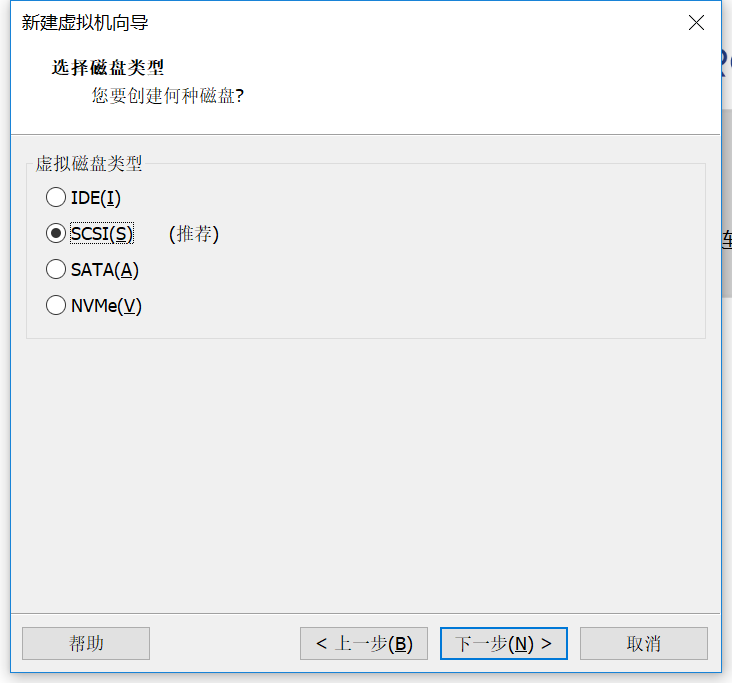 新建虚拟机向导
选择磁盘类型
您要创建何种磁盘?
虚拟磁盘类型
IDE(I)
SCSI(S) (推荐)
SATA(A)
NVMe(V)
帮助
< 上一步(B)
下一步(N) >
取消